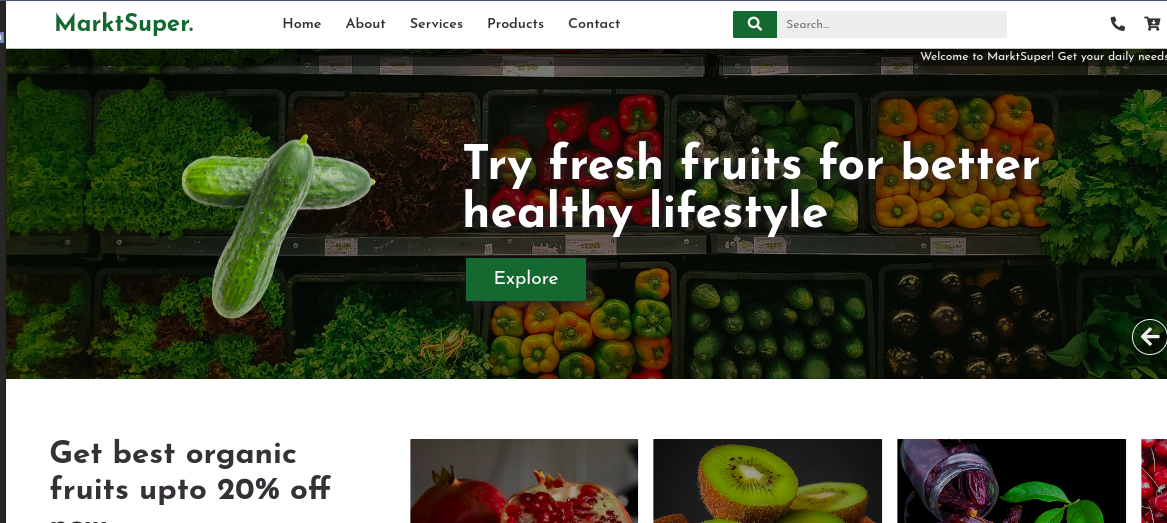 MarktSuper.
Home
About
Services
Products
Contact
Search...
Welcome to MarktSuper! Get your daily needs
Try fresh fruits for better
healthy lifestyle
Explore
Get best organic
fruits upto 20% off
now